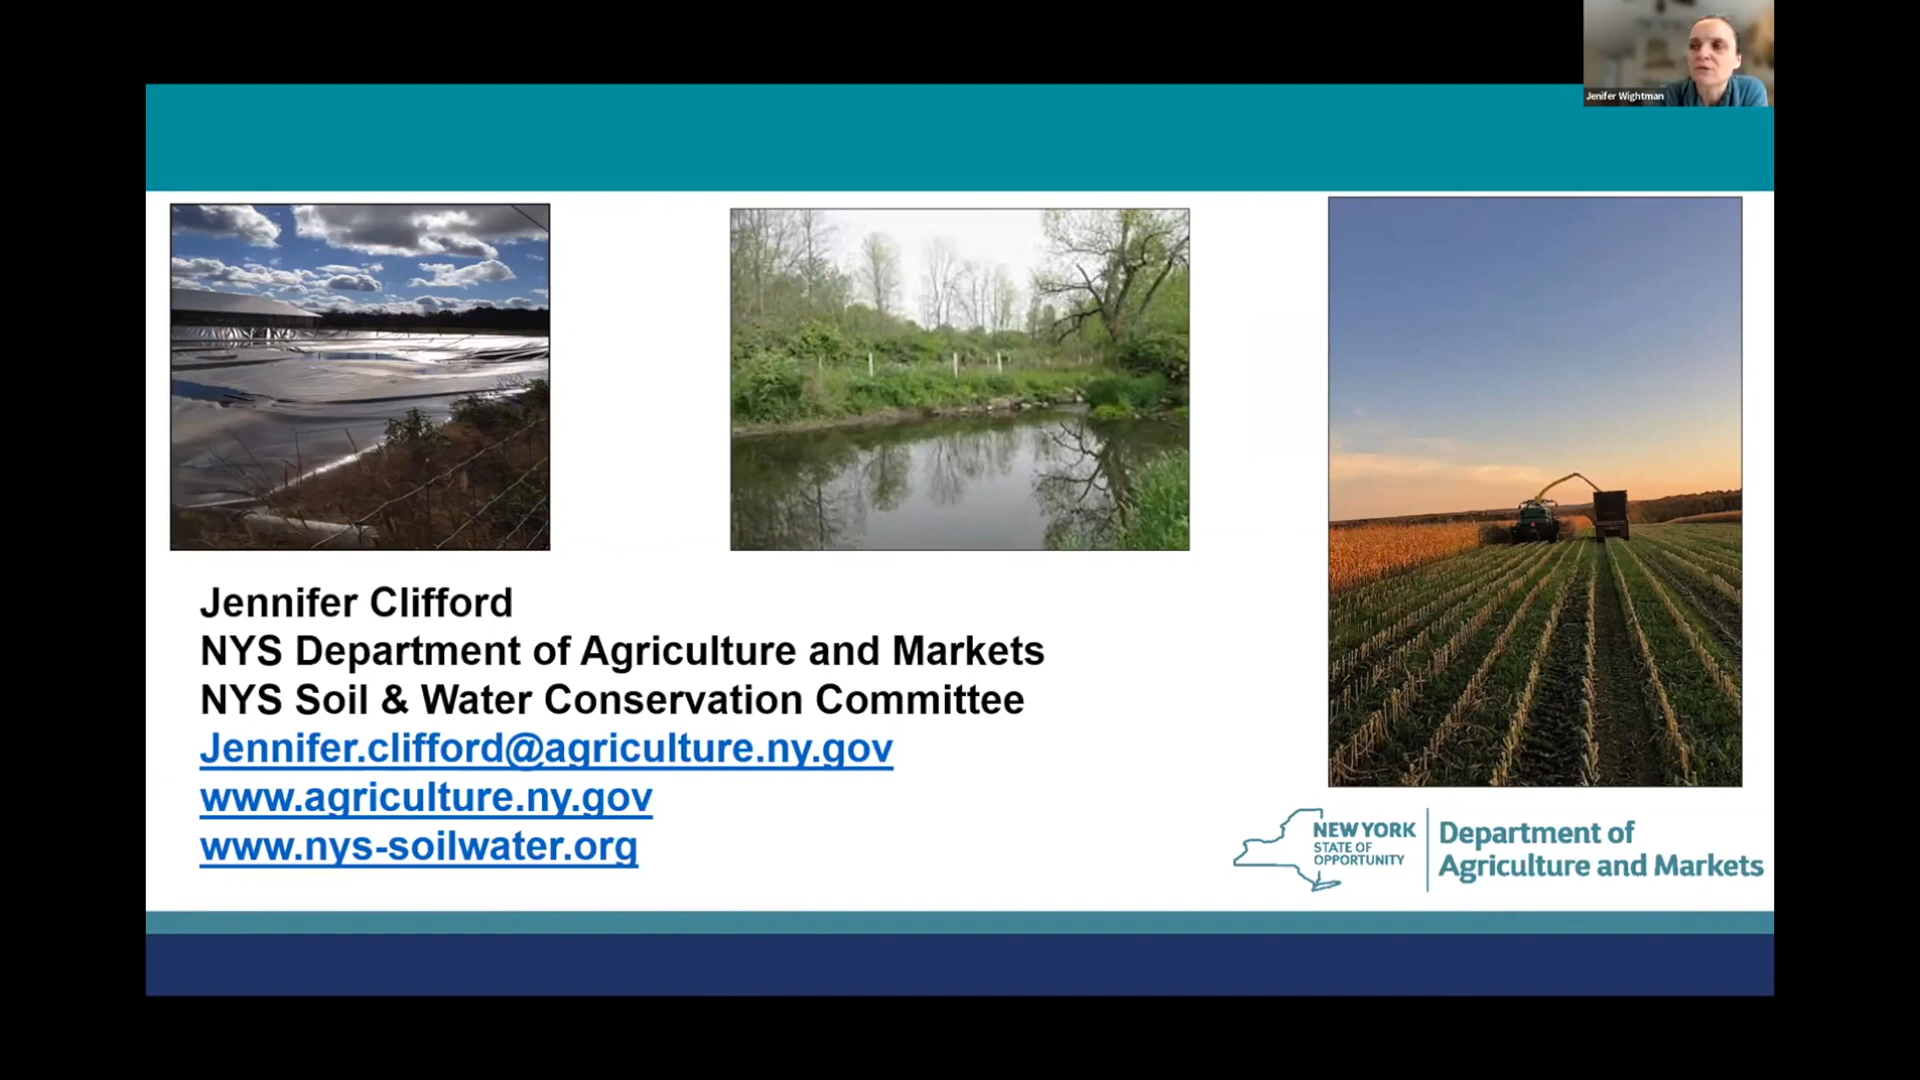 Jenifer Wightman
Jennifer Clifford
NYS Department of Agriculture and Markets
NYS Soil & Water Conservation Committee
Jennifer.clifford@agriculture.ny.gov
www.agriculture.ny.gov
www.nys-soilwater.org
NEW YORK
STATE OF
OPPORTUNITY
Department of
Agriculture and Markets